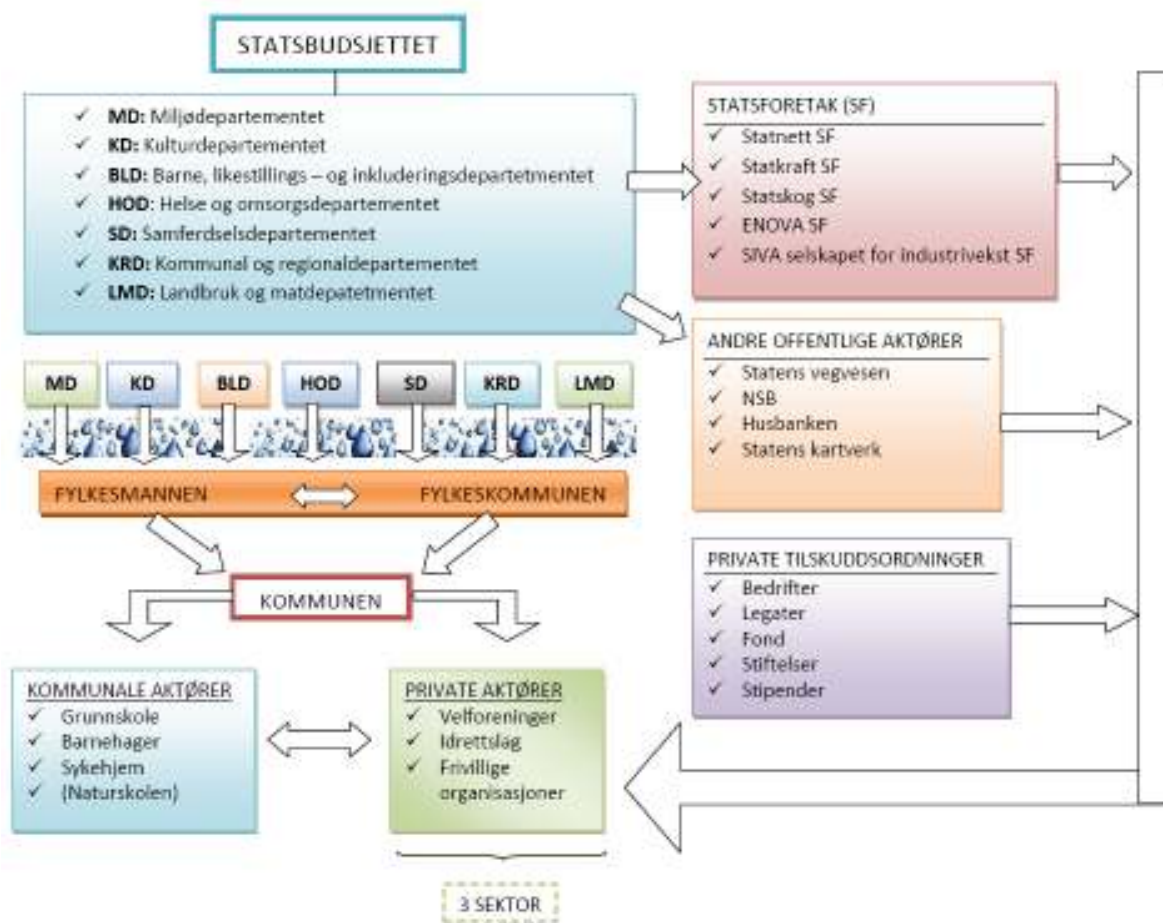 STATSBUDSJETTET
MD: Miljødepartementet
KD: Kulturdepartementet
BLD: Barne, likestillings – og inkluderingsdepartetmentet
HOD: Helse og omsorgsdepartementet
SD: Samferdselsdepartementet
KRD: Kommunal og regionaldepartementet
LMD: Landbruk og matdepatetmentet
STATSFORETAK (SF)
Statnett SF
Statkraft SF
Statskog SF
ENOVA SF
SIVA selskapet for industrivekst SF
ANDRE OFFENTLIGE AKTØRER
Statens vegvesen
NSB
Husbanken
Statens kartverk
MD
KD
BLD
HOD
SD
KRD
LMD
FYLKESMANNEN
FYLKESKOMMUNEN
KOMMUNEN
PRIVATE TILSKUDDSORDNINGER
Bedrifter
Legater
Fond
Stiftelser
Stipender
KOMMUNALE AKTØRER
Grunnskole
Barnehager
Sykehjem
(Naturskolen)
PRIVATE AKTØRER
Velforeninger
Idrettslag
Frivillige
organisasjoner
3 SEKTOR